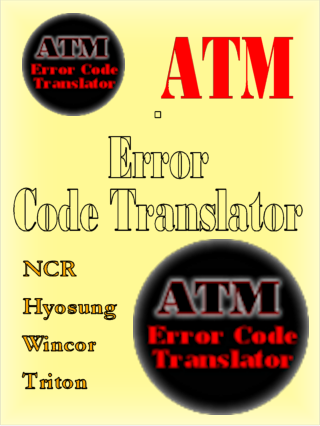 ATM
Error Code
Translator
ATM
Error
Code Translator
NCR
Hyosung
Wincor
Triton
ATM
Error Code
Translator